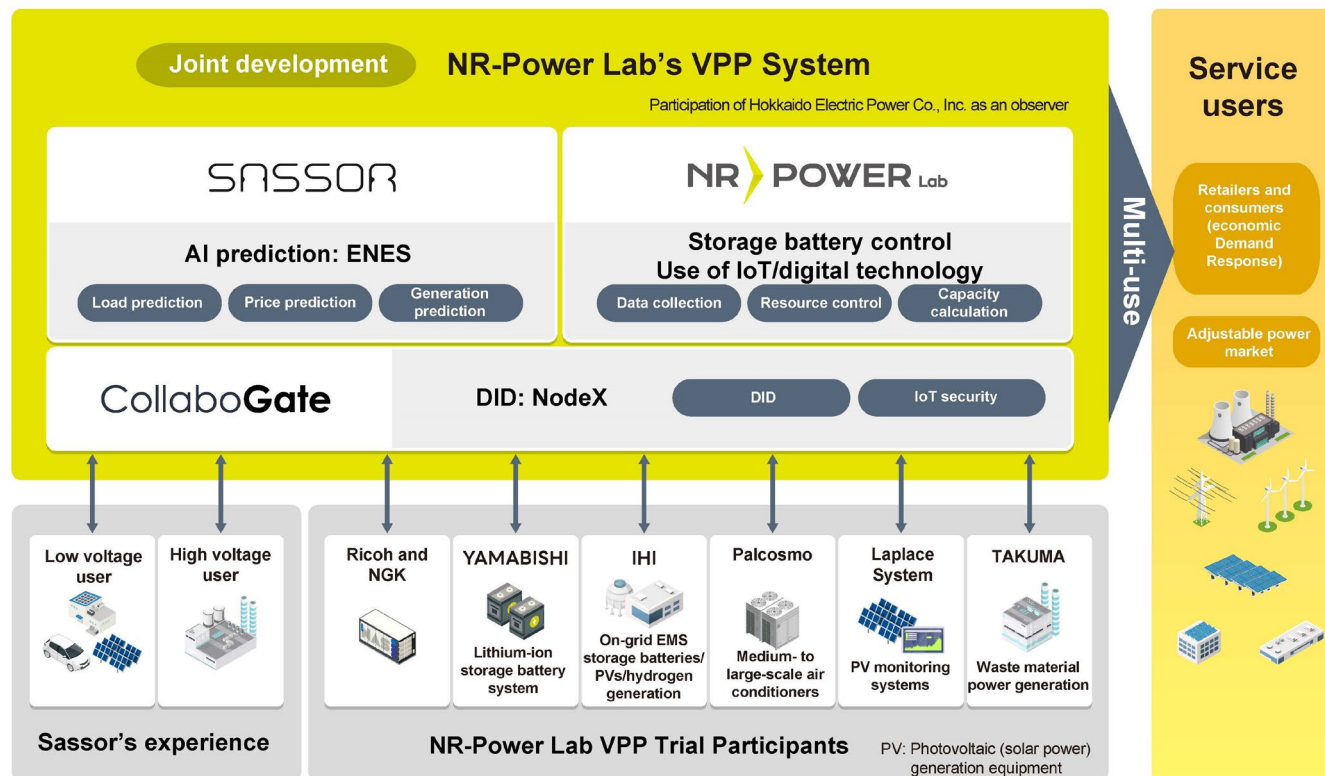 Joint development
NR-Power Lab's VPP System
Participation of Hokkaido Electric Power Co., Inc. as an observer
SASSOR
AI prediction: ENES
Load prediction
Price prediction
Generation
prediction
NR POWER Lab
Storage battery control
Use of IoT/digital technology
Data collection
Resource control
Capacity
calculation
CollaboGate
DID: NodeX
DID
IoT security
Multi-use
Service
users
Retailers and
consumers
(economic
Demand
Response)
Adjustable power
market
Low voltage
user
High voltage
user
Sassor's experience
Ricoh and
NGK
NAS
YAMABISHI
Lithium-ion
storage battery
system
IHI
On-grid EMS
storage batteries/
PVs/hydrogen
generation
Palcosmo
Medium- to
large-scale air
conditioners
Laplace
System
PV monitoring
systems
TAKUMA
Waste material
power generation
NR-Power Lab VPP Trial Participants
PV: Photovoltaic (solar power)
generation equipment